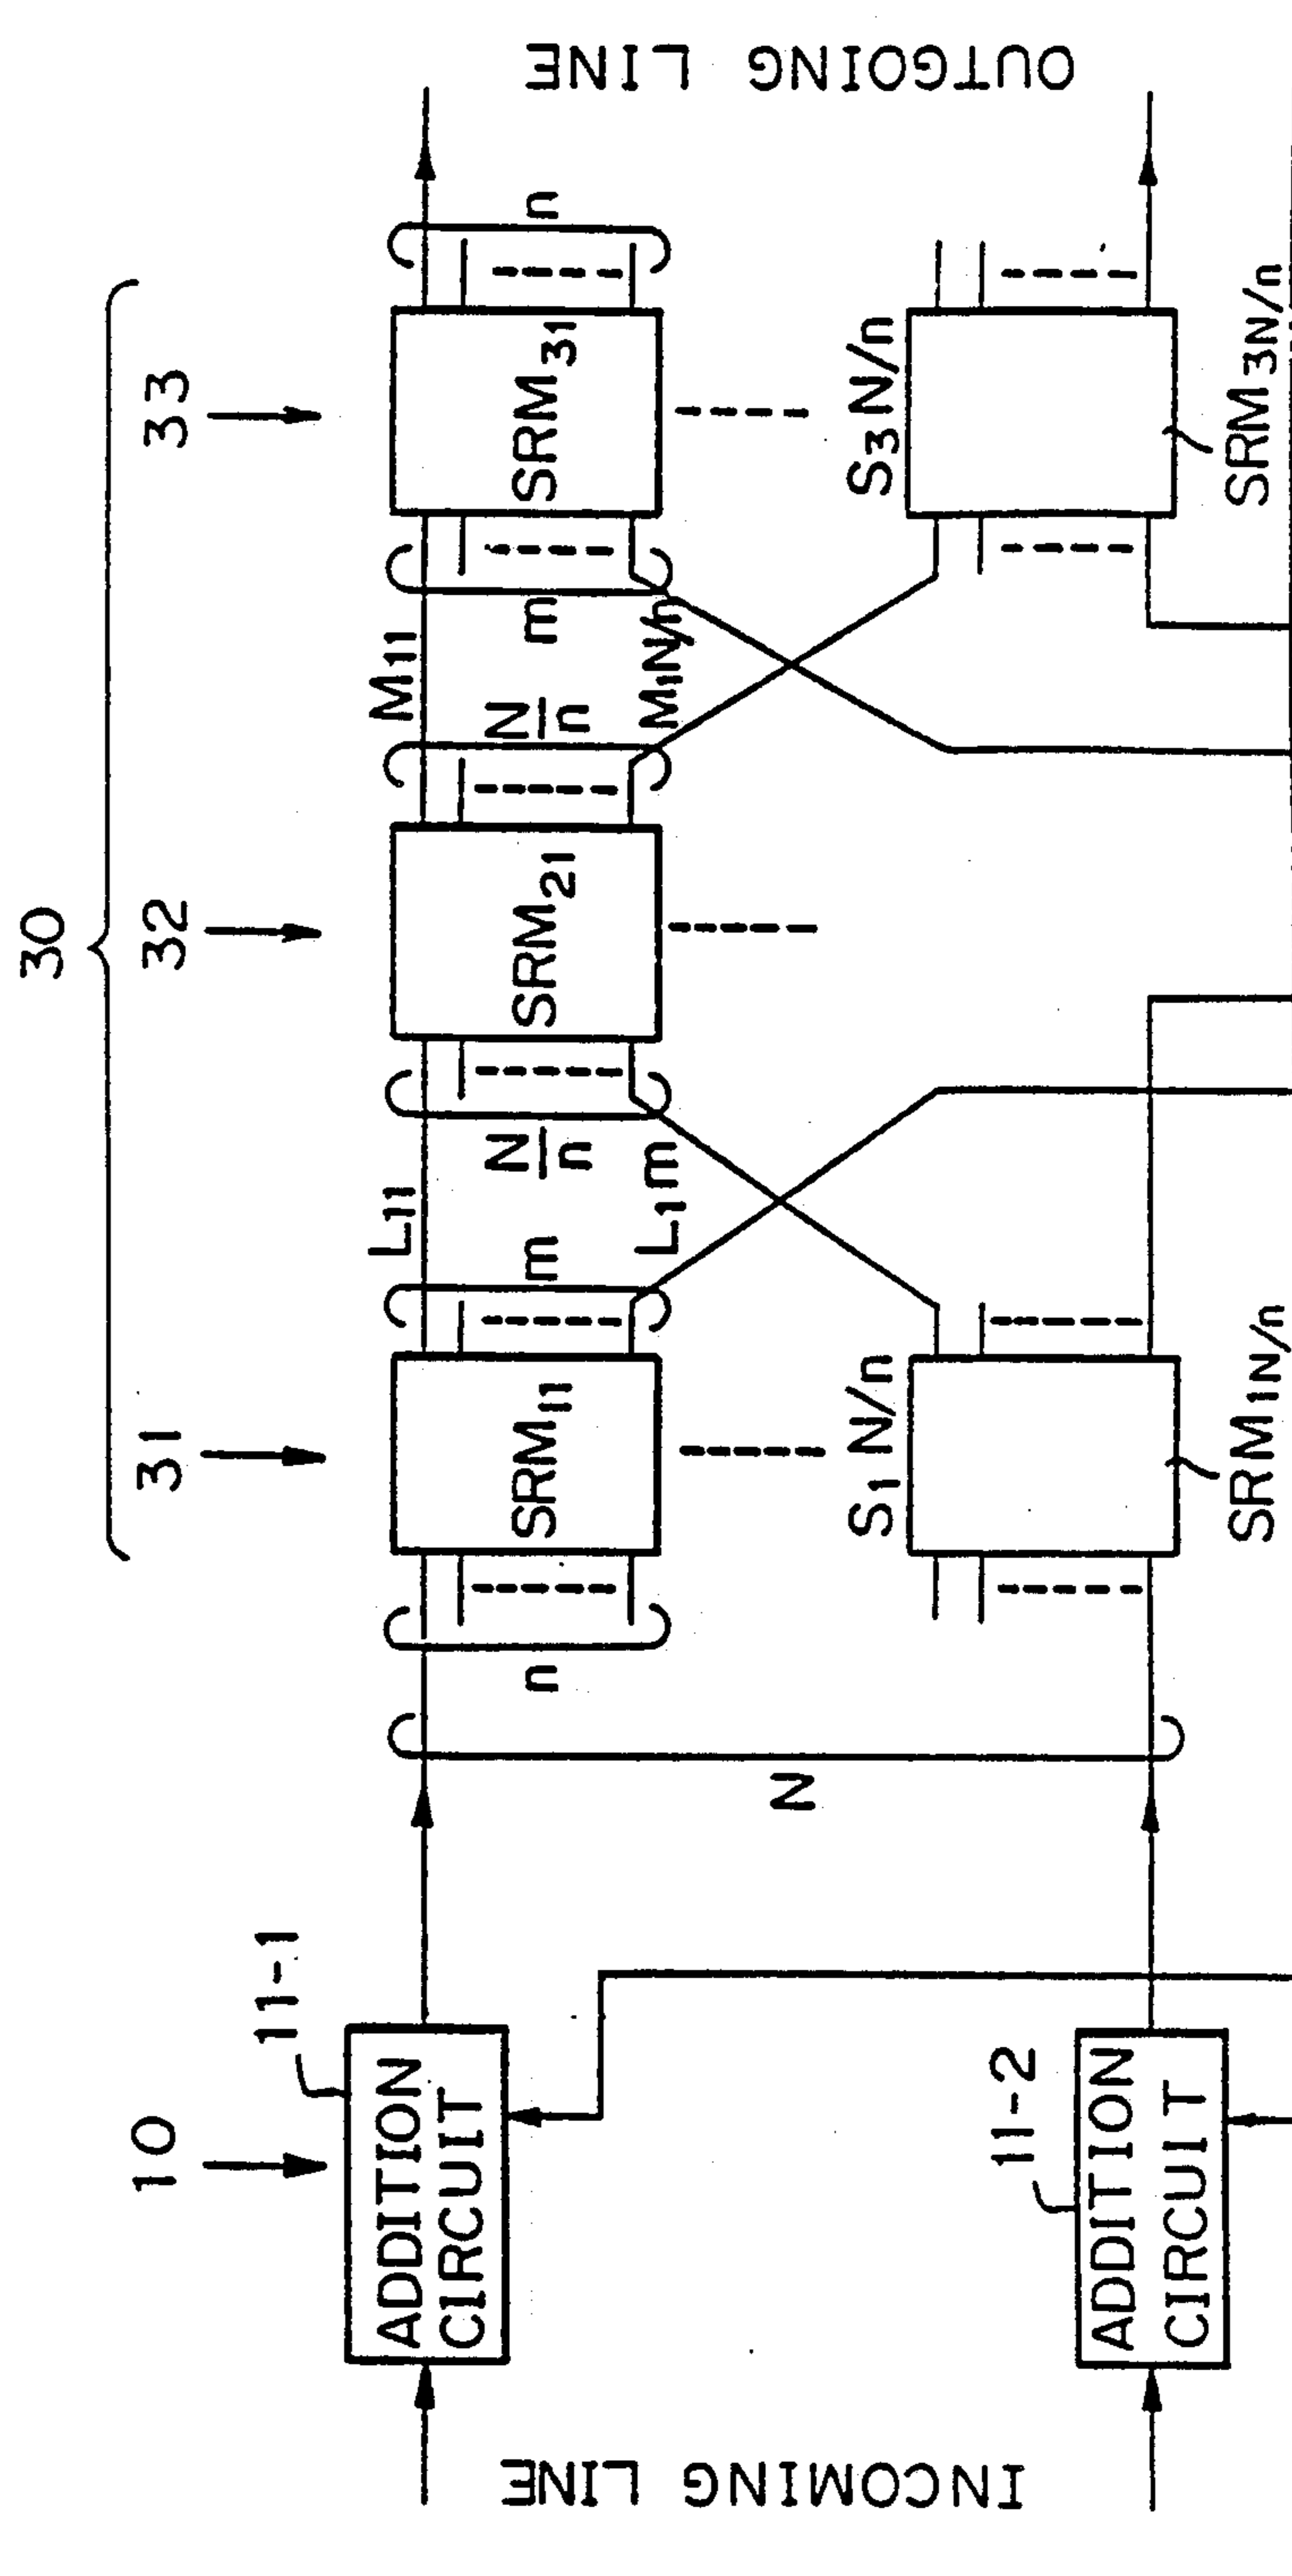 30
31
32
33
10
11-1
ADDITION
CIRCUIT
11-2
ADDITION
CIRCUIT
INCOMING LINE
OUTGOING LINE
N
n
SRM11
m
L11
L1m
N/n
SRM21
N/n
M11
M1N/n
m
SRM31
n
S1 N/n
SRM1N/n
S3 N/n
SRM3N/n